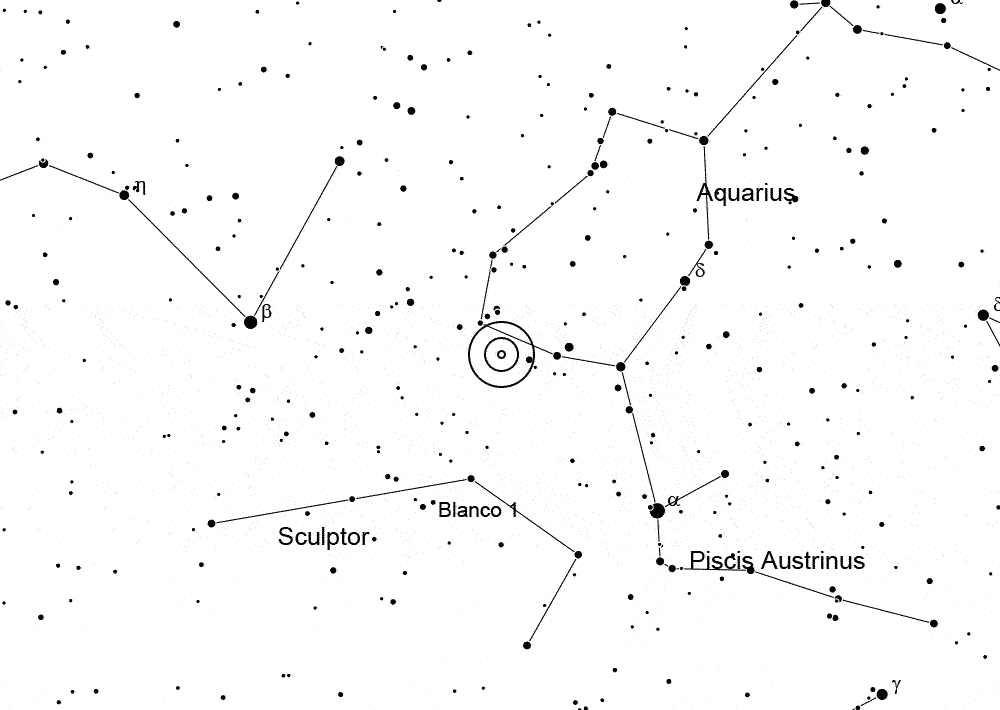 α
η
Aquarius
δ
β
δ
Blanco 1
α
Sculptor
Piscis Austrinus
γ